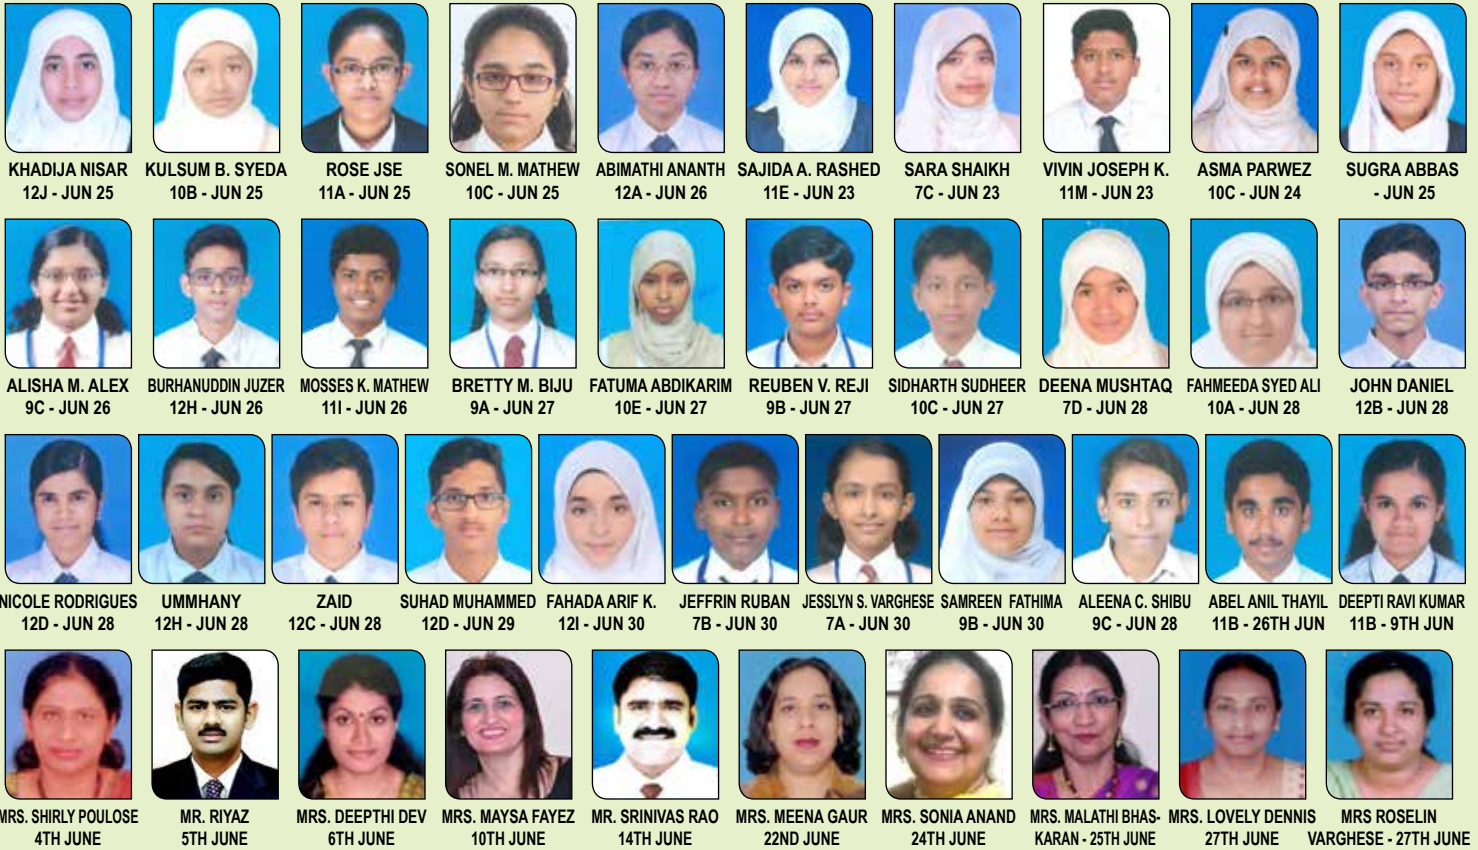 KHADIJA NISAR
12J - JUN 25
KULSUM B. SYEDA
10B - JUN 25
ROSE JSE
11A - JUN 25
SONEL M. MATHEW
10C - JUN 25
ABIMATHI ANANTH
12A - JUN 26
SAJIDA A. RASHED
11E - JUN 23
SARA SHAIKH
7C - JUN 23
VIVIN JOSEPH K.
11M - JUN 23
ASMA PARWEZ
10C - JUN 24
SUGRA ABBAS
- JUN 25
ALISHA M. ALEX
9C - JUN 26
BURHANUDDIN JUZER
12H - JUN 26
MOSSES K. MATHEW
11I - JUN 26
BRETTY M. BIJU
9A - JUN 27
FATUMA ABDIKARIM
10E - JUN 27
REUBEN V. REJI
9B - JUN 27
SIDHARTH SUDHEER
10C - JUN 27
DEENA MUSHTAQ
7D - JUN 28
FAHMEEDA SYED ALI
10A - JUN 28
JOHN DANIEL
12B - JUN 28
NICOLE RODRIGUES
12D - JUN 28
UMMHANY
12H - JUN 28
ZAID
12C - JUN 28
SUHAD MUHAMMED
12D - JUN 29
FAHADA ARIF K.
12I - JUN 30
JEFFRIN RUBAN
7B - JUN 30
JESSLYN S. VARGHESE
7A - JUN 30
SAMREEN FATHIMA
9B - JUN 30
ALEENA C. SHIBU
9C - JUN 28
ABEL ANIL THAYIL
11B - 26TH JUN
DEEPTI RAVI KUMAR
11B - 9TH JUN
MRS. SHIRLY POULOSE
4TH JUNE
MR. RIYAZ
5TH JUNE
MRS. DEEPTHI DEV
6TH JUNE
MRS. MAYSA FAYEZ
10TH JUNE
MR. SRINIVAS RAO
14TH JUNE
MRS. MEENA GAUR
22ND JUNE
MRS. SONIA ANAND
24TH JUNE
MRS. MALATHI BHAS-
KARAN - 25TH JUNE
MRS. LOVELY DENNIS
27TH JUNE
MRS ROSELIN
VARGHESE - 27TH JUNE